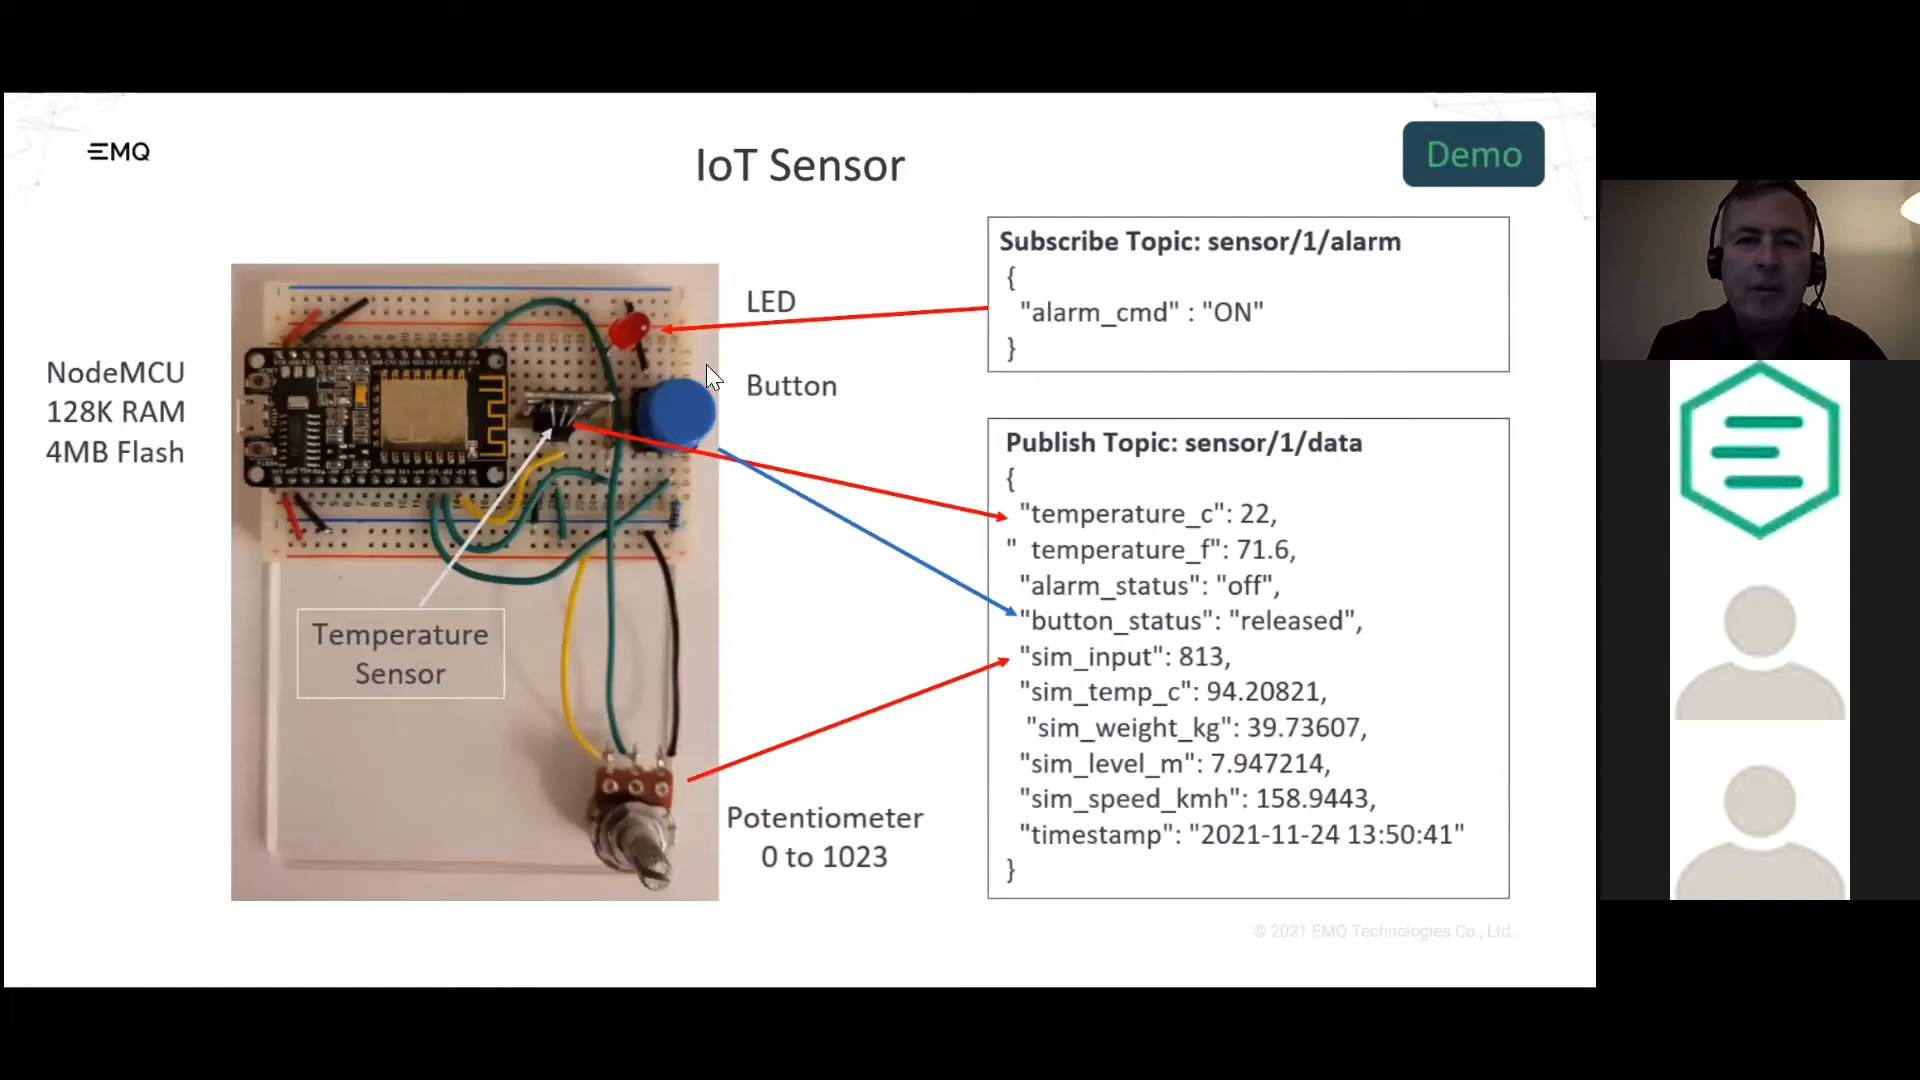 EMQ
IoT Sensor
Demo
NodeMCU
128K RAM
4MB Flash
LED
Button
Temperature
Sensor
Potentiometer
0 to 1023
Subscribe Topic: sensor/1/alarm
{
"alarm_cmd" : "ON"
}
Publish Topic: sensor/1/data
{
"temperature_c": 22,
" temperature_f": 71.6,
"alarm_status": "off",
"button_status": "released",
"sim_input": 813,
"sim_temp_c": 94.20821,
"sim_weight_kg": 39.73607,
"sim_level_m": 7.947214,
"sim_speed_kmh": 158.9443,
"timestamp": "2021-11-24 13:50:41"
}
© 2021 EMQ Technologies Co., Ltd.